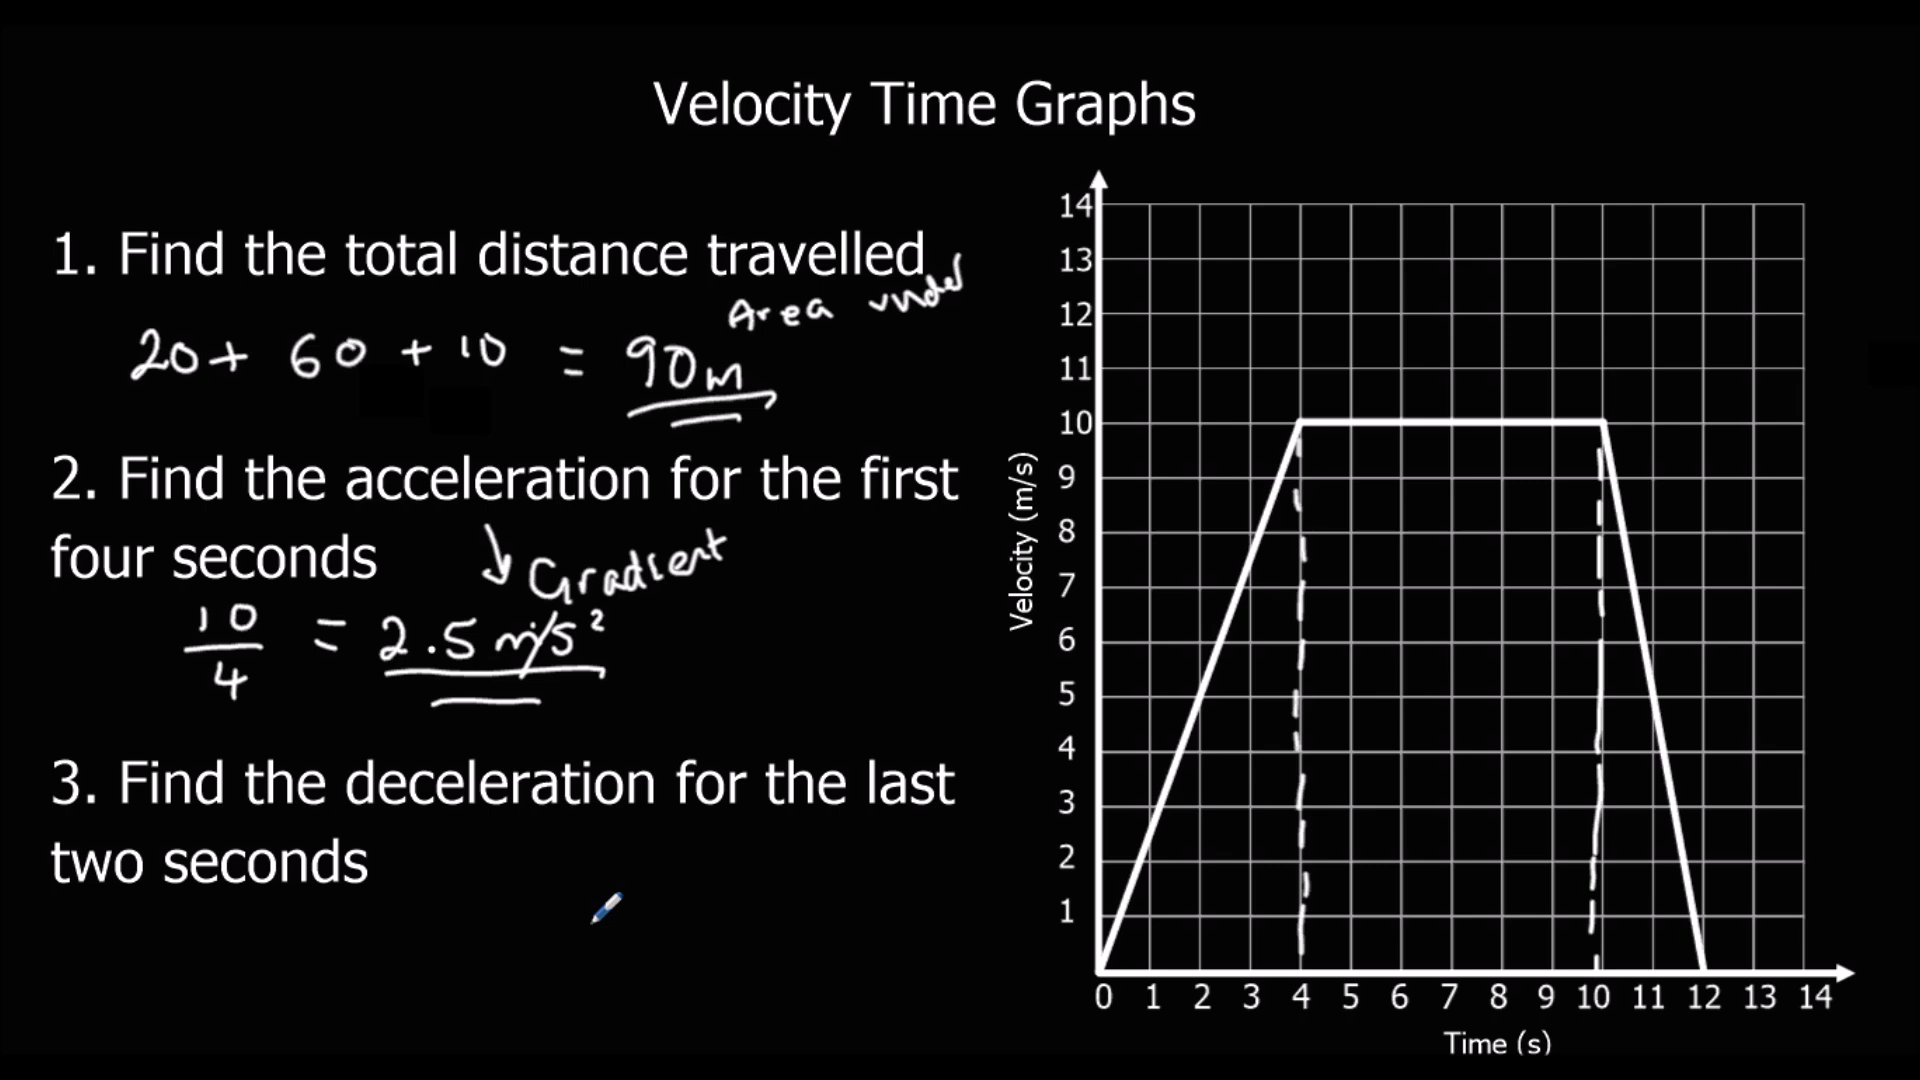 Velocity Time Graphs
1. Find the total distance travelled
Area under
20 + 60 + 10 = 90m
2. Find the acceleration for the first
four seconds
Gradient
10
4
= 2.5 m/s²
3. Find the deceleration for the last
two seconds
14
13
12
11
10
9
8
7
6
5
4
3
2
1
Velocity (m/s)
0 1 2 3 4 5 6 7 8 9 10 11 12 13 14
Time (s)